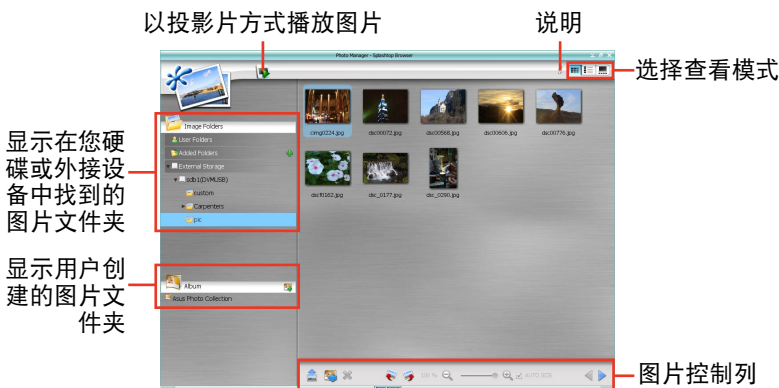 以投影片方式播放图片
说明
选择查看模式
Photo Manager - Splashtop Browser
Image Folders
User Folders
Added Folders
External Storage
sdb1(DVMUSB)
custom
Carpenters
pic
cimg0224.jpg
dsc00072.jpg
dsc00568.jpg
dsc00606.jpg
dsc00776.jpg
dscf0162.jpg
dsc_0177.jpg
dsc_0290.jpg
显示在您硬
碟或外接设
备中找到的
图片文件夹
显示用户创
建的图片文
件夹
Album
Asus Photo Collection
100 %
AUTO SIZE
图片控制列